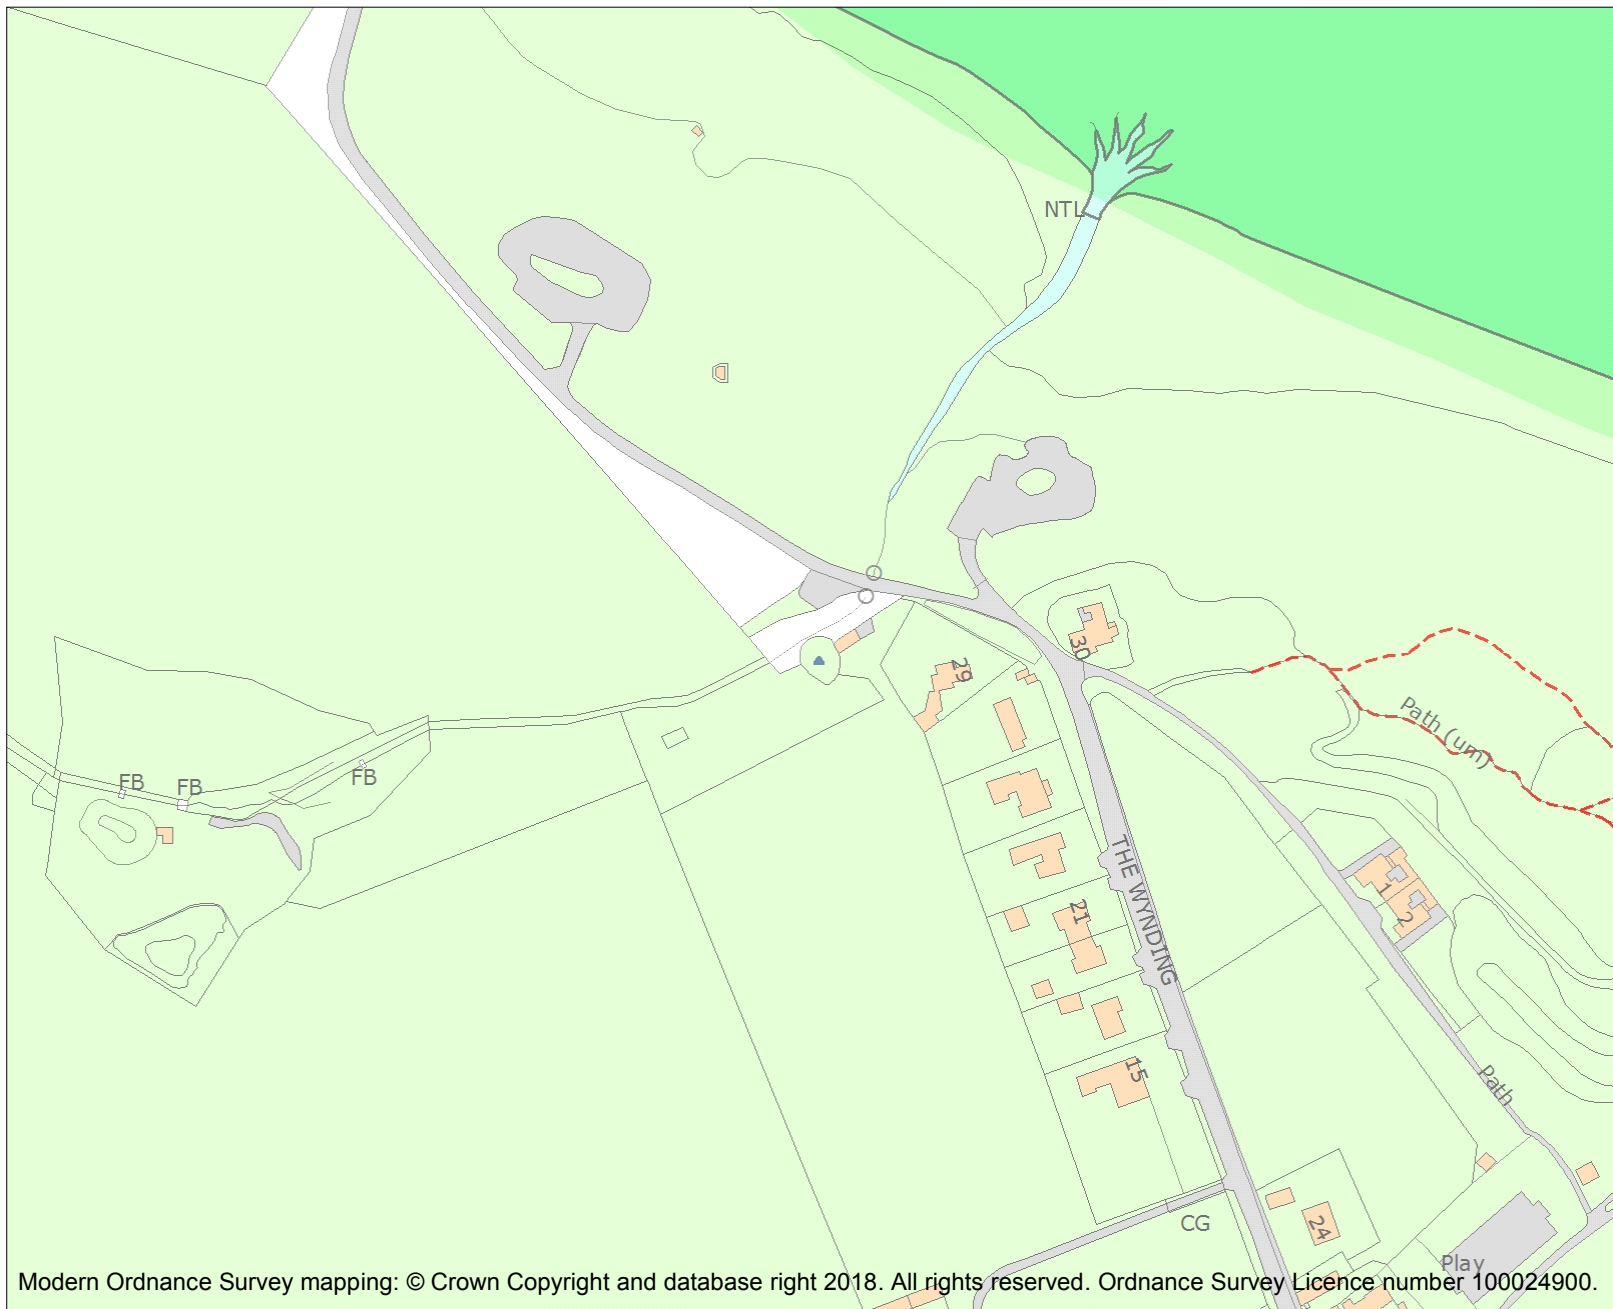 NTL
30
29
Path (um)
FB
FB
FB
THE WYNDING
1
2
21
15
Path
CG
24
Play
Modern Ordnance Survey mapping: © Crown Copyright and database right 2018. All rights reserved. Ordnance Survey Licence number 100024900.